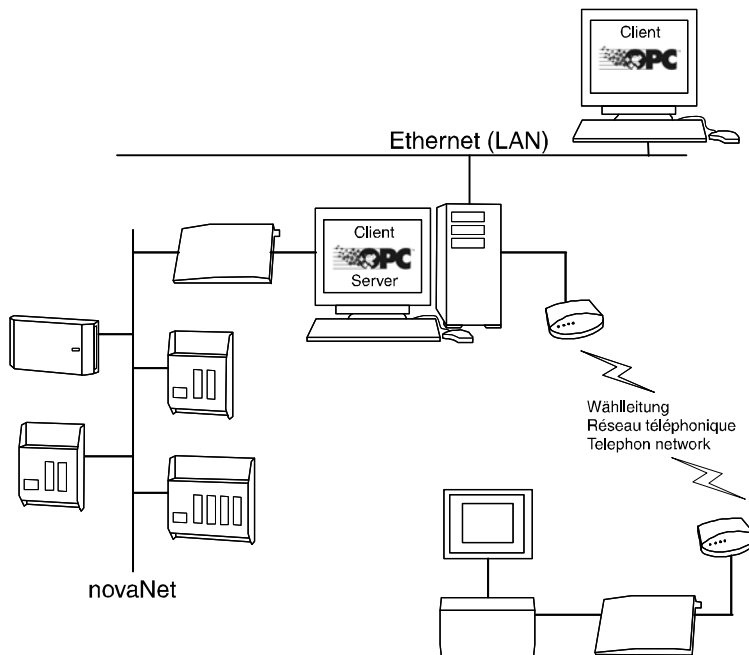 Client
OPC
Ethernet (LAN)
Client
OPC
Server
Wählleitung
Réseau téléphonique
Telephon network
novaNet